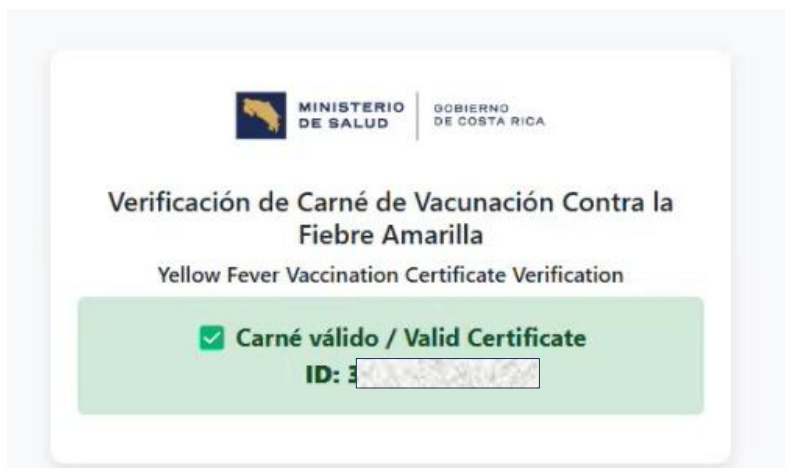 MINISTERIO
DE SALUD
GOBIERNO
DE COSTA RICA
Verificación de Carné de Vacunación Contra la
Fiebre Amarilla
Yellow Fever Vaccination Certificate Verification
Carné válido / Valid Certificate
ID: 3